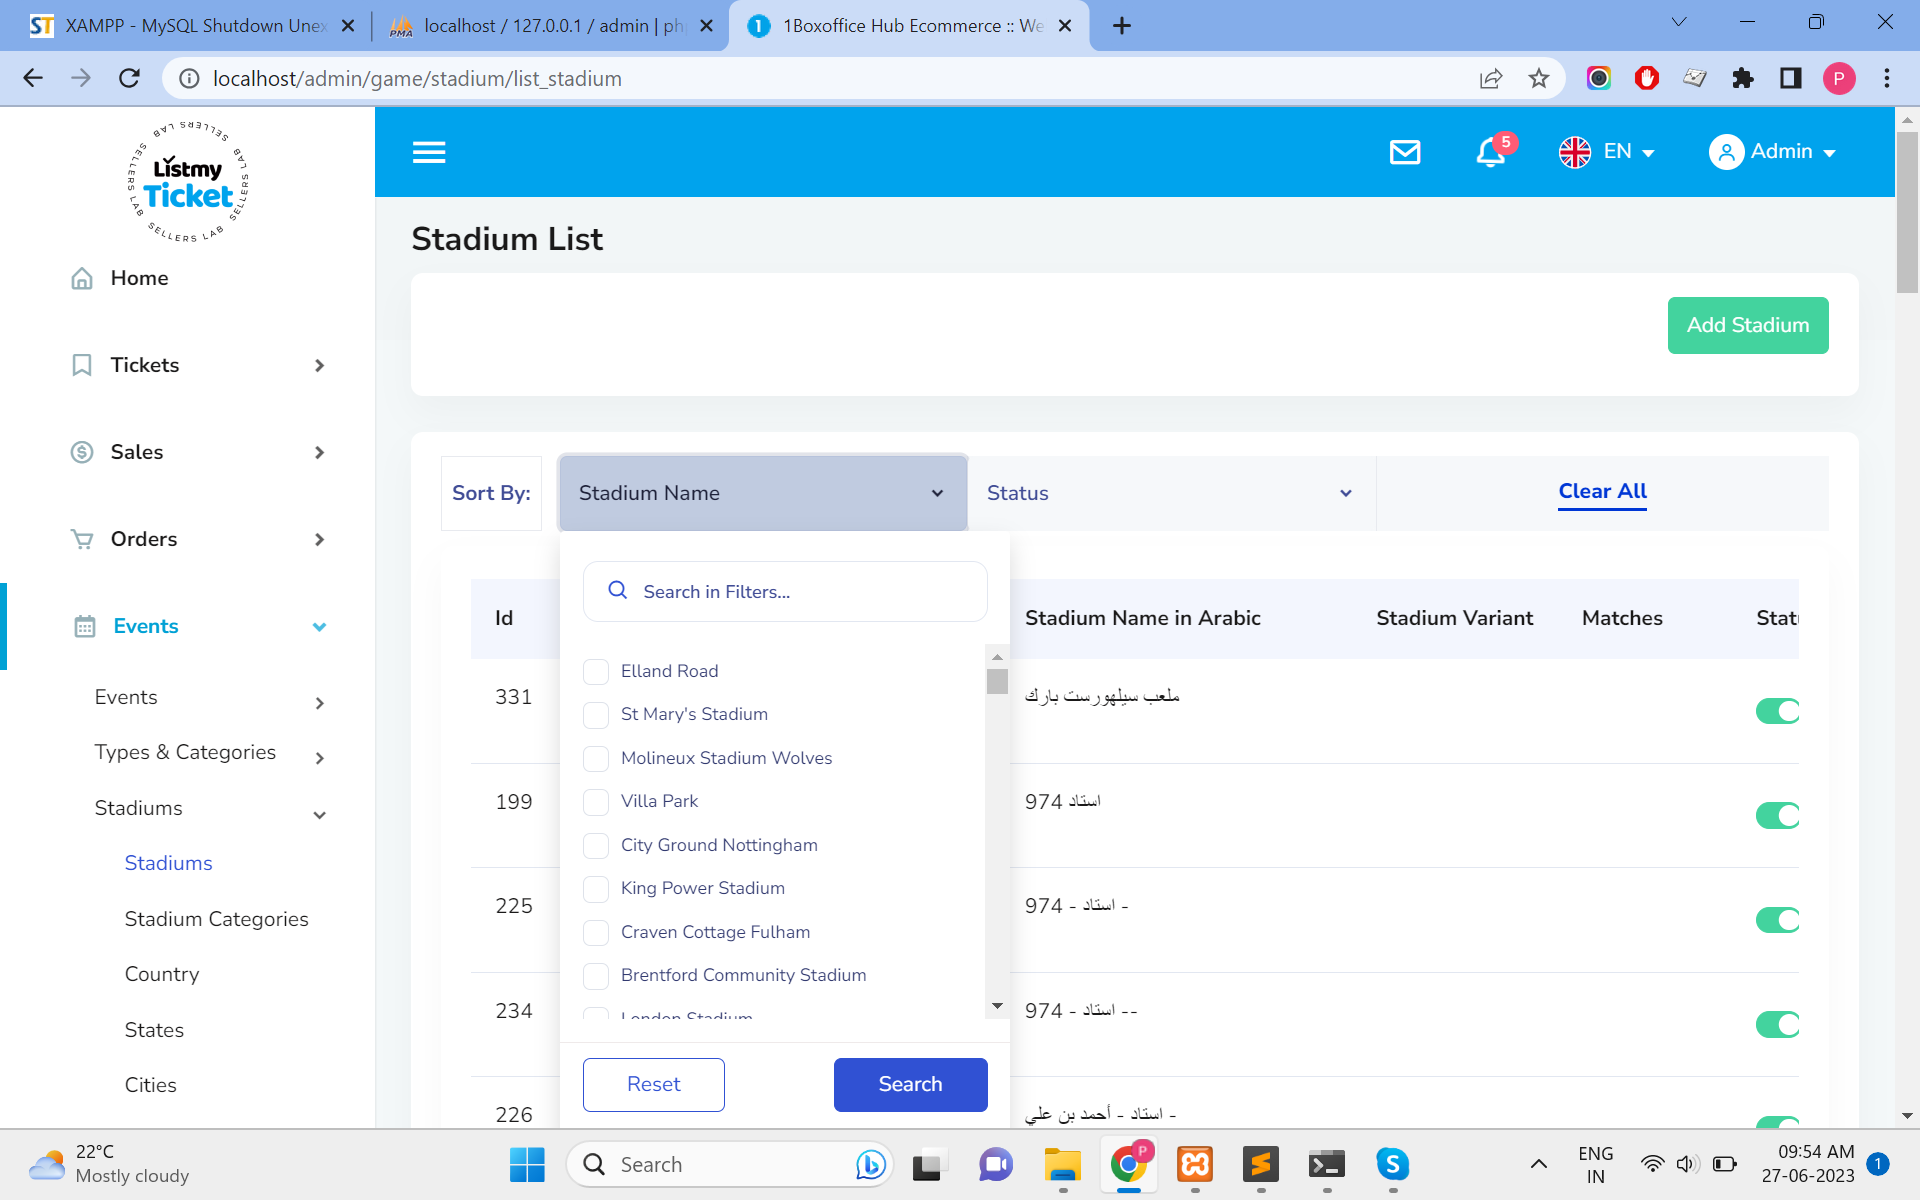 XAMPP - MySQL Shutdown Unex
localhost / 127.0.0.1 / admin | ph
1Boxoffice Hub Ecommerce :: We
localhost/admin/game/stadium/list_stadium
P
SELLERS LAB SELLERS LAB SELLERS LAB
Listmy
Ticket
5
EN
Admin
Home
Tickets
Sales
Orders
Events
Events
Types & Categories
Stadiums
Stadiums
Stadium Categories
Country
States
Cities
Stadium List
Add Stadium
Sort By:
Stadium Name
Status
Clear All
Search in Filters...
Elland Road
St Mary's Stadium
Molineux Stadium Wolves
Villa Park
City Ground Nottingham
King Power Stadium
Craven Cottage Fulham
Brentford Community Stadium
London Stadium
Reset
Search
Id Stadium Name in Arabic Stadium Variant Matches Stat
331 ملعب سيلهورست بارك
199 استاد 974
225 - استاد - 974
234 -- استاد - 974
226 - استاد - أحمد بن علي
22°C
Mostly cloudy
Search
ENG
IN
09:54 AM
27-06-2023
1